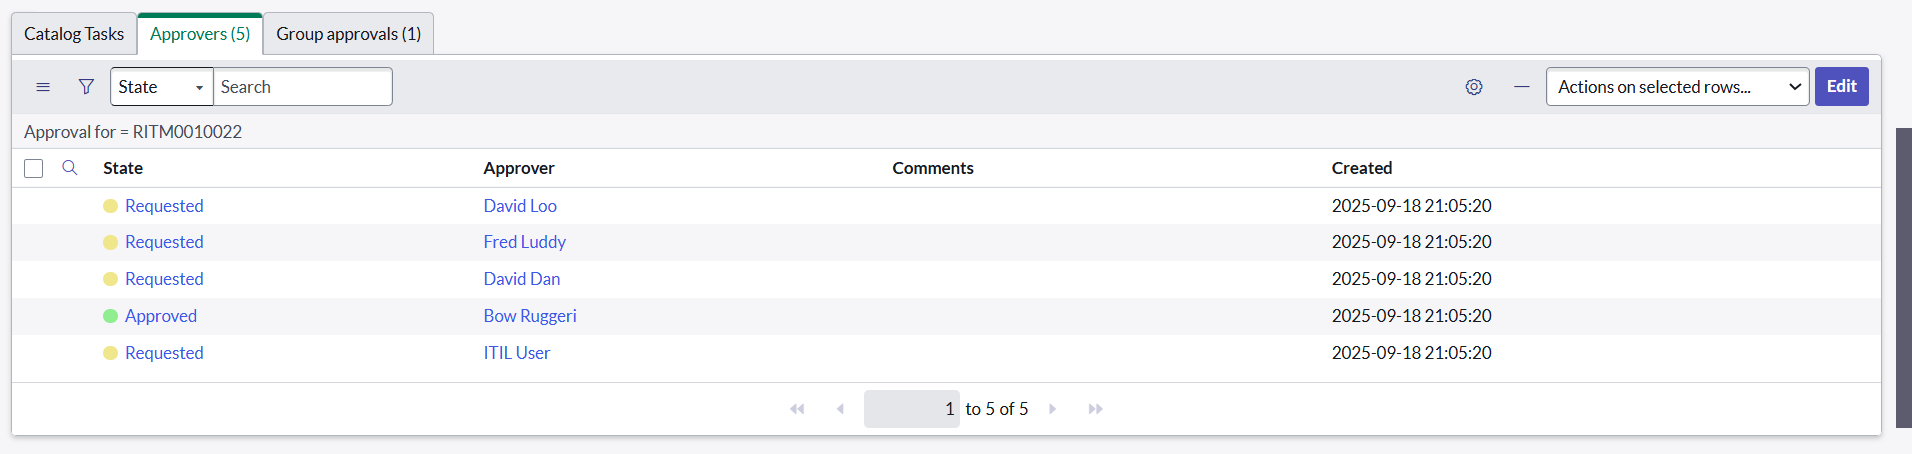 Catalog Tasks Approvers (5) Group approvals (1)
State Search Actions on selected rows... Edit
Approval for = RITM0010022
State Approver Comments Created
Requested David Loo 2025-09-18 21:05:20
Requested Fred Luddy 2025-09-18 21:05:20
Requested David Dan 2025-09-18 21:05:20
Approved Bow Ruggeri 2025-09-18 21:05:20
Requested ITIL User 2025-09-18 21:05:20
1 to 5 of 5